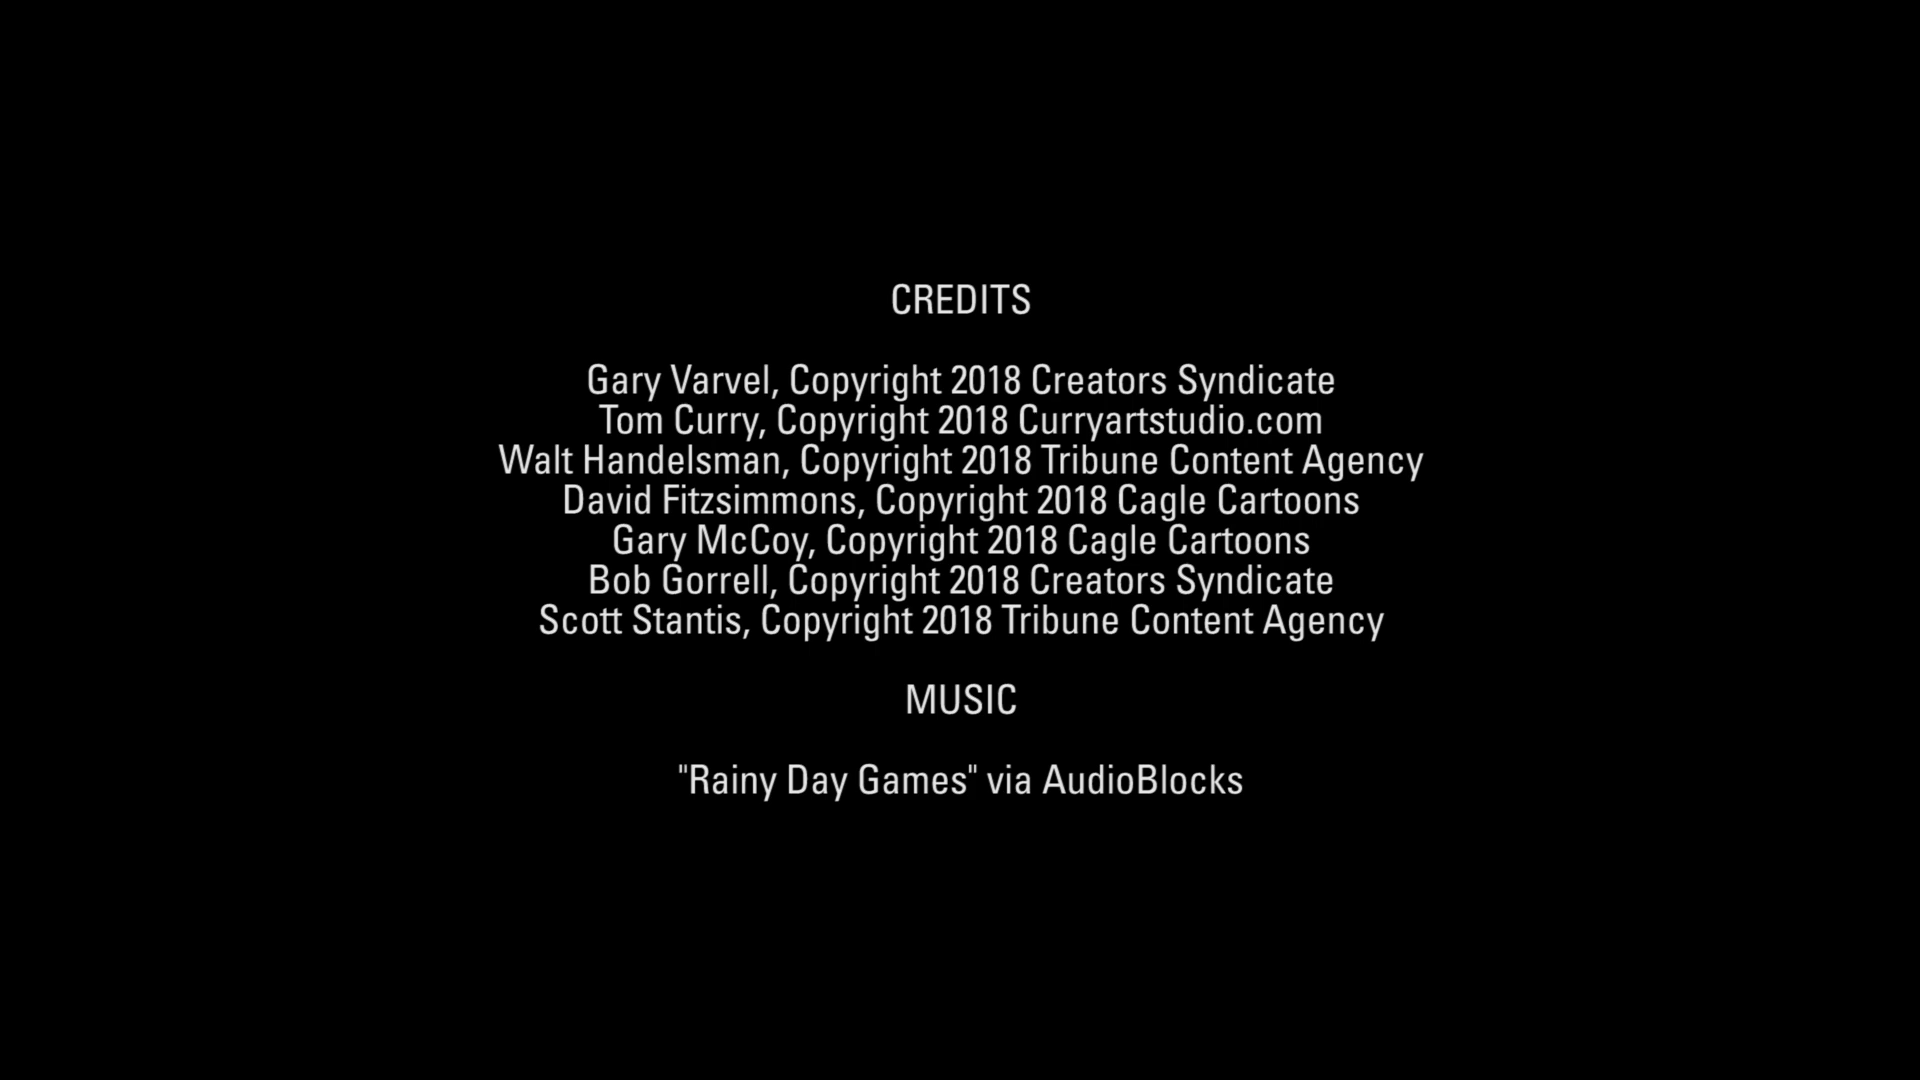 CREDITS
Gary Varvel, Copyright 2018 Creators Syndicate
Tom Curry, Copyright 2018 Curryartstudio.com
Walt Handelsman, Copyright 2018 Tribune Content Agency
David Fitzsimmons, Copyright 2018 Cagle Cartoons
Gary McCoy, Copyright 2018 Cagle Cartoons
Bob Gorrell, Copyright 2018 Creators Syndicate
Scott Stantis, Copyright 2018 Tribune Content Agency
MUSIC
"Rainy Day Games" via AudioBlocks